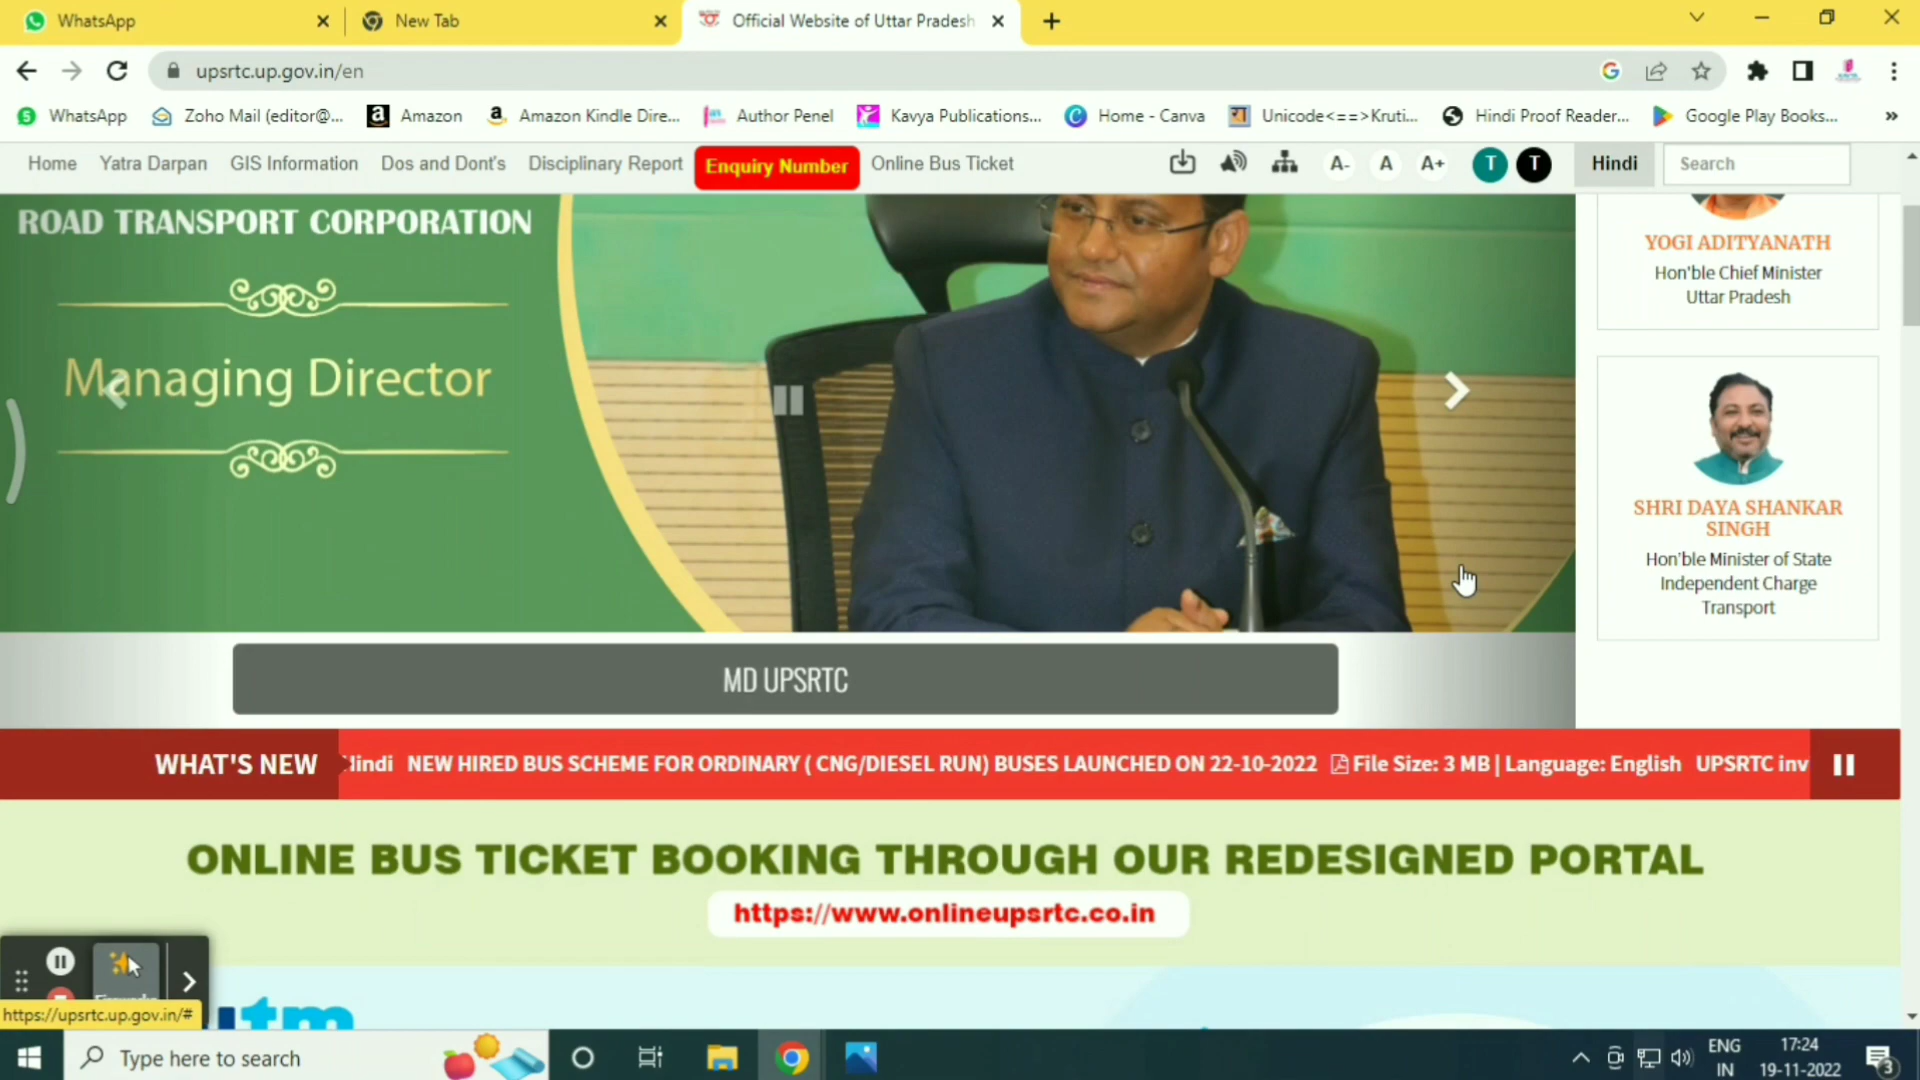 WhatsApp
New Tab
Official Website of Uttar Pradesh
upsrtc.up.gov.in/en
WhatsApp
Zoho Mail (editor@...
Amazon
Amazon Kindle Dire...
Author Penel
Kavya Publications...
Home - Canva
Unicode<==>Kruti...
Hindi Proof Reader...
Google Play Books...
Home
Yatra Darpan
GIS Information
Dos and Dont's
Disciplinary Report
Enquiry Number
Online Bus Ticket
A-
A
A+
T
T
Hindi
Search
ROAD TRANSPORT CORPORATION
Managing Director
YOGI ADITYANATH
Hon'ble Chief Minister
Uttar Pradesh
SHRI DAYA SHANKAR
SINGH
Hon'ble Minister of State
Independent Charge
Transport
MD UPSRTC
WHAT'S NEW
Hindi NEW HIRED BUS SCHEME FOR ORDINARY ( CNG/DIESEL RUN) BUSES LAUNCHED ON 22-10-2022 File Size: 3 MB | Language: English UPSRTC inv
ONLINE BUS TICKET BOOKING THROUGH OUR REDESIGNED PORTAL
https://www.onlineupsrtc.co.in
https://upsrtc.up.gov.in/#
Type here to search
ENG
IN
17:24
19-11-2022
3